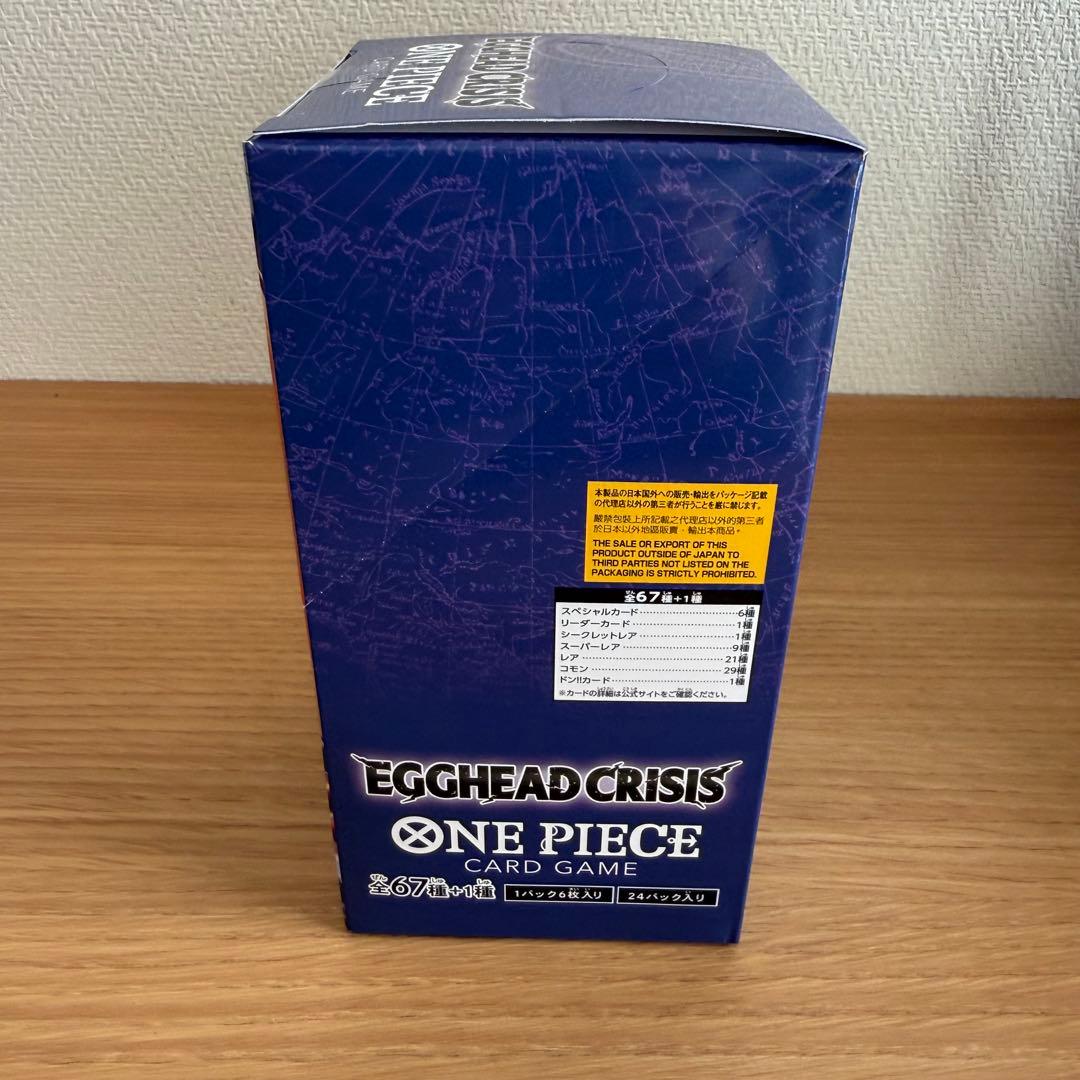 EGGHEAD CRISIS
ONE PIECE
CARD GAME
本製品の日本国外への販売・輸出をパッケージ記載
の代理店以外の第三者が行うことを厳に禁じます。
嚴禁包裝上所記載之代理店以外的第三者
於日本以外地區販賣、輸出本商品。
THE SALE OR EXPORT OF THIS
PRODUCT OUTSIDE OF JAPAN TO
THIRD PARTIES NOT LISTED ON THE
PACKAGING IS STRICTLY PROHIBITED.
全67種+1種
スペシャルカード…………………6種
リーダーカード…………………1種
シークレットレア…………………1種
スーパーレア…………………9種
レア…………………21種
コモン…………………29種
ドン!!カード…………………1種
※カードの詳細は公式サイトをご確認ください。
EGGHEAD CRISIS
ONE PIECE
CARD GAME
全67種+1種 1パック6枚入り 24パック入り